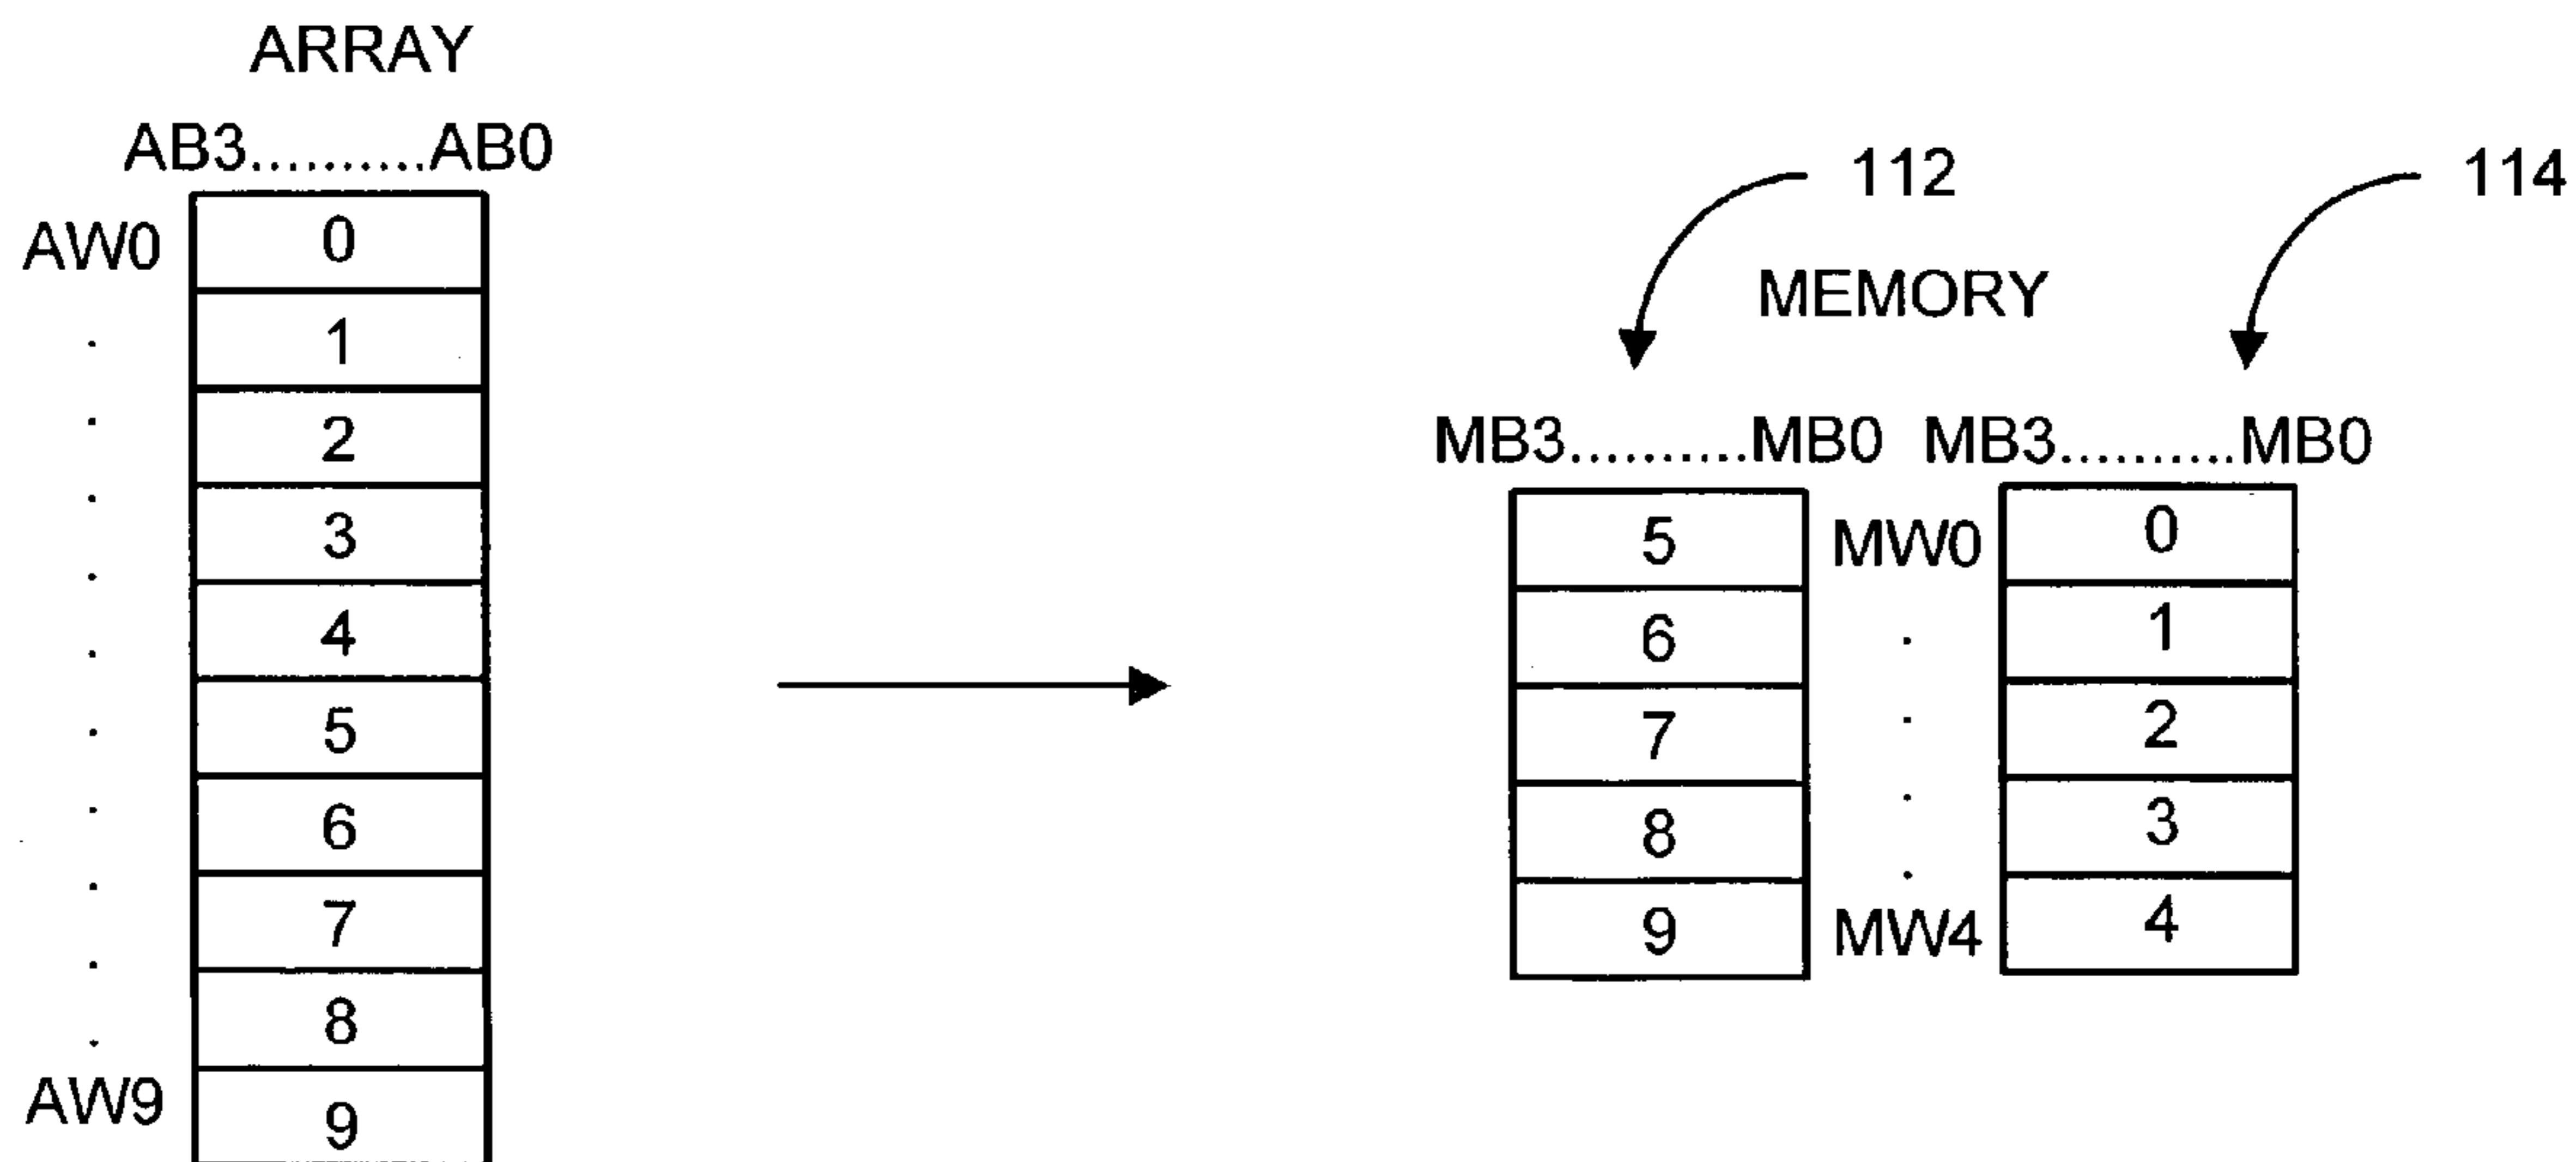 ARRAY
AB3..........AB0
AW0
0
1
2
3
4
5
6
7
8
AW9
9
112
114
MEMORY
MB3..........MB0 MB3..........MB0
5 MW0 0
6 1
7 2
8 3
9 MW4 4